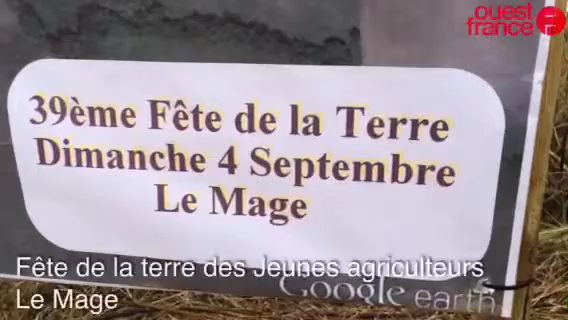 ouest
france
39ème Fête de la Terre
Dimanche 4 Septembre
Le Mage
Fête de la terre des Jeunes agriculteurs
Le Mage
Google earth